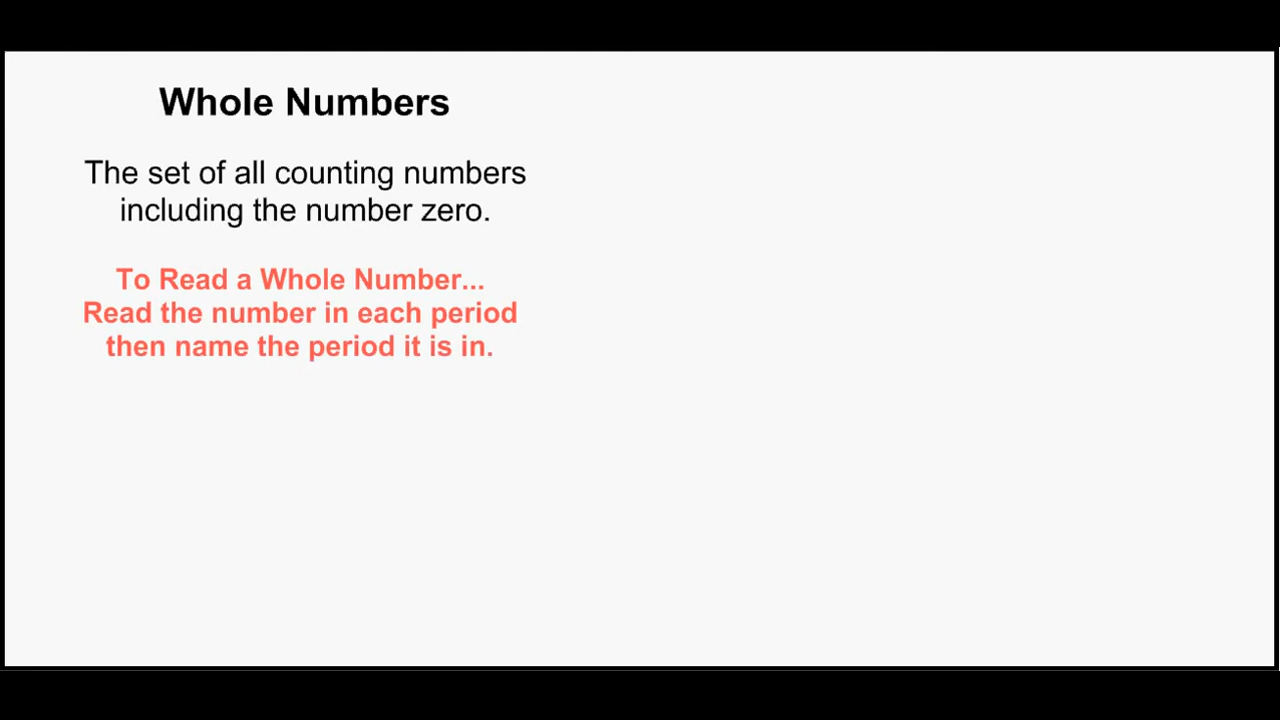 Whole Numbers
The set of all counting numbers
including the number zero.
To Read a Whole Number...
Read the number in each period
then name the period it is in.